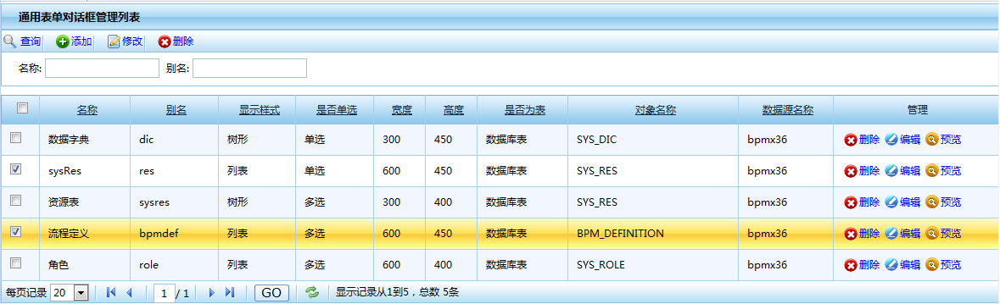 通用表单对话框管理列表
查询 添加 修改 删除
名称: 别名:
名称 别名 显示样式 是否单选 宽度 高度 是否为表 对象名称 数据源名称 管理
数据字典 dic 树形 单选 300 450 数据库表 SYS_DIC bpmx36 删除 编辑 预览
sysRes res 列表 单选 600 450 数据库表 SYS_RES bpmx36 删除 编辑 预览
资源表 sysres 树形 多选 300 400 数据库表 SYS_RES bpmx36 删除 编辑 预览
流程定义 bpmdef 列表 多选 600 450 数据库表 BPM_DEFINITION bpmx36 删除 编辑 预览
角色 role 列表 多选 600 400 数据库表 SYS_ROLE bpmx36 删除 编辑 预览
每页记录 20 1 / 1 GO 显示记录从1到5，总数 5条